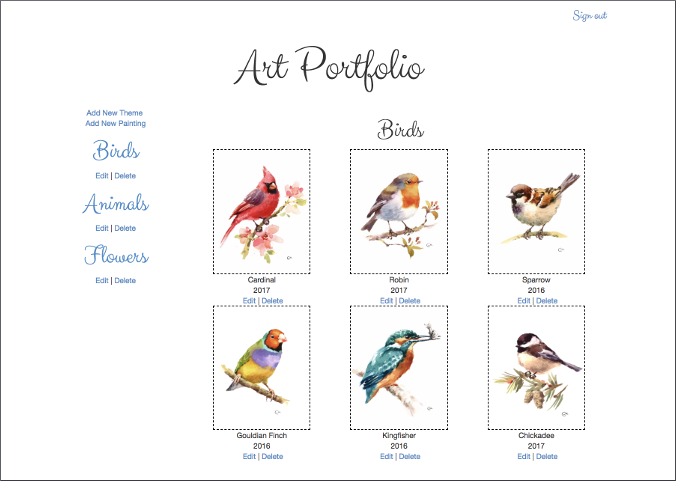 Sign out
Art Portfolio
Add New Theme
Add New Painting
Birds
Edit | Delete
Animals
Edit | Delete
Flowers
Edit | Delete
Birds
Cardinal
2017
Edit | Delete
Robin
2017
Edit | Delete
Sparrow
2016
Edit | Delete
Gouldian Finch
2016
Edit | Delete
Kingfisher
2016
Edit | Delete
Chickadee
2017
Edit | Delete